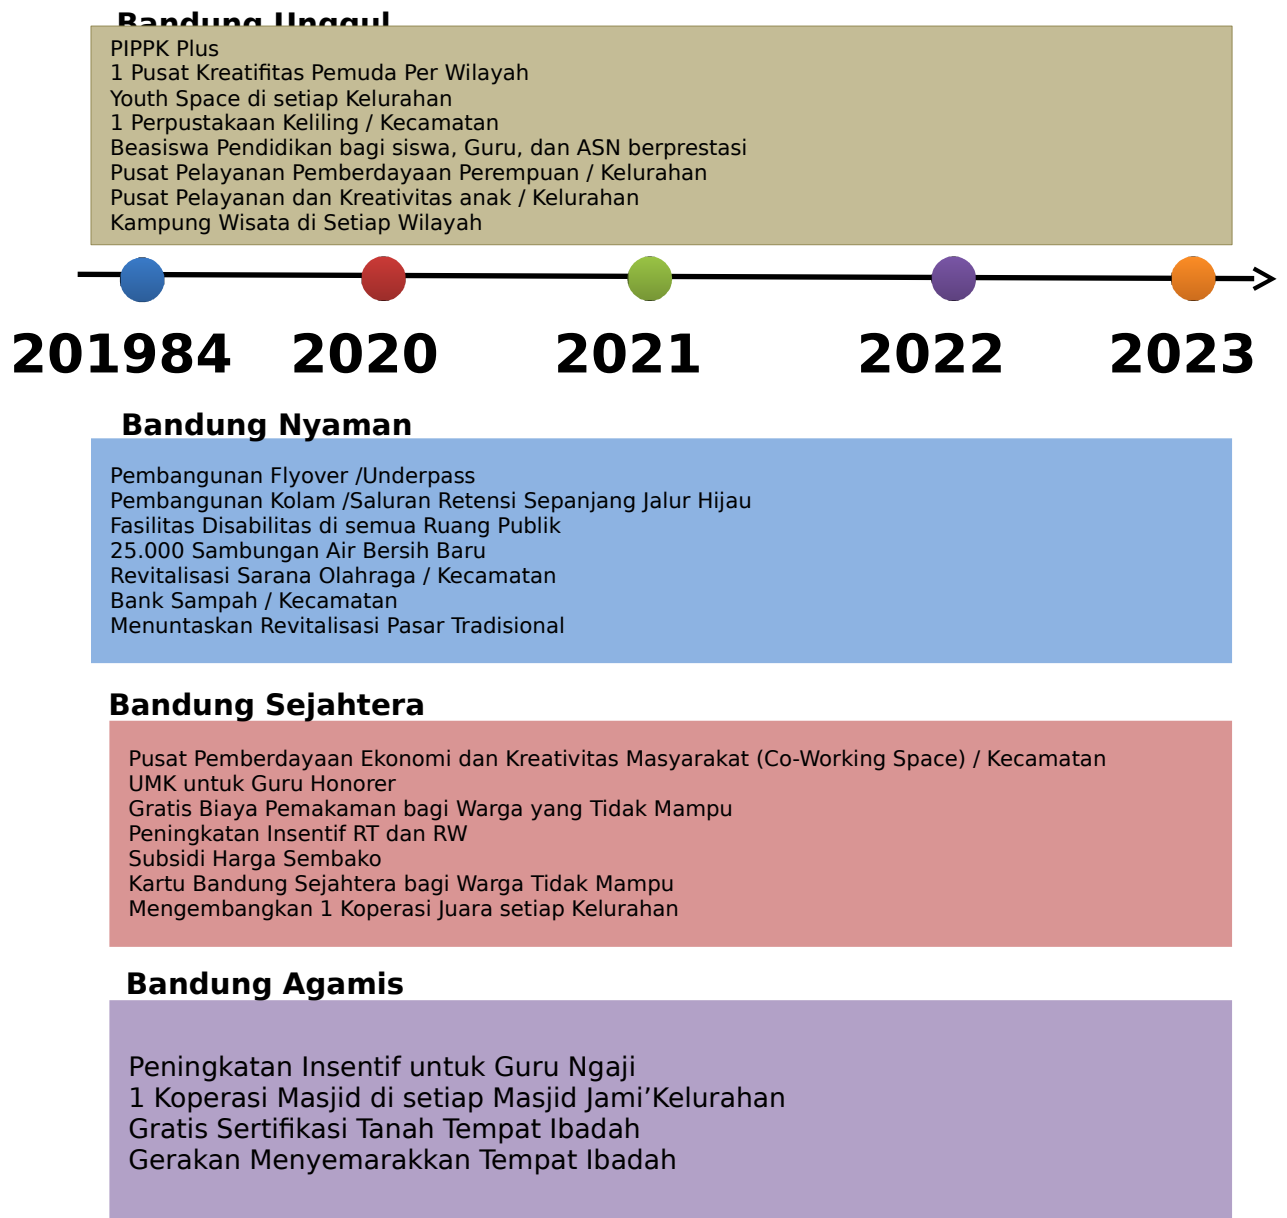 Bandung Unggul
PIPPK Plus
1 Pusat Kreatifitas Pemuda Per Wilayah
Youth Space di setiap Kelurahan
1 Perpustakaan Keliling / Kecamatan
Beasiswa Pendidikan bagi siswa, Guru, dan ASN berprestasi
Pusat Pelayanan Pemberdayaan Perempuan / Kelurahan
Pusat Pelayanan dan Kreativitas anak / Kelurahan
Kampung Wisata di Setiap Wilayah
201984 2020 2021 2022 2023
Bandung Nyaman
Pembangunan Flyover /Underpass
Pembangunan Kolam /Saluran Retensi Sepanjang Jalur Hijau
Fasilitas Disabilitas di semua Ruang Publik
25.000 Sambungan Air Bersih Baru
Revitalisasi Sarana Olahraga / Kecamatan
Bank Sampah / Kecamatan
Menuntaskan Revitalisasi Pasar Tradisional
Bandung Sejahtera
Pusat Pemberdayaan Ekonomi dan Kreativitas Masyarakat (Co-Working Space) / Kecamatan
UMK untuk Guru Honorer
Gratis Biaya Pemakaman bagi Warga yang Tidak Mampu
Peningkatan Insentif RT dan RW
Subsidi Harga Sembako
Kartu Bandung Sejahtera bagi Warga Tidak Mampu
Mengembangkan 1 Koperasi Juara setiap Kelurahan
Bandung Agamis
Peningkatan Insentif untuk Guru Ngaji
1 Koperasi Masjid di setiap Masjid Jami’Kelurahan
Gratis Sertifikasi Tanah Tempat Ibadah
Gerakan Menyemarakkan Tempat Ibadah